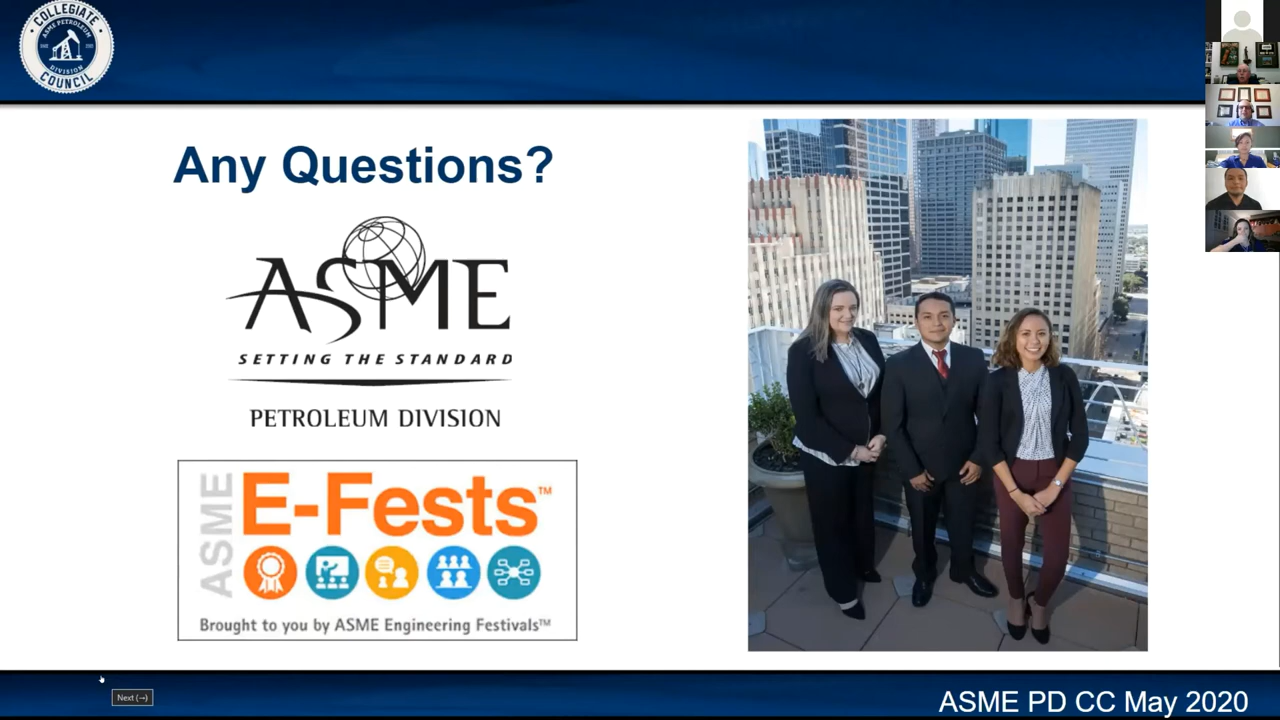 COLLEGIATE
ASME PETROLEUM
DIVISION
COUNCIL
Any Questions?
ASME
SETTING THE STANDARD
PETROLEUM DIVISION
ASME
E-Fests™
Brought to you by ASME Engineering Festivals™
Next (→)
ASME PD CC May 2020